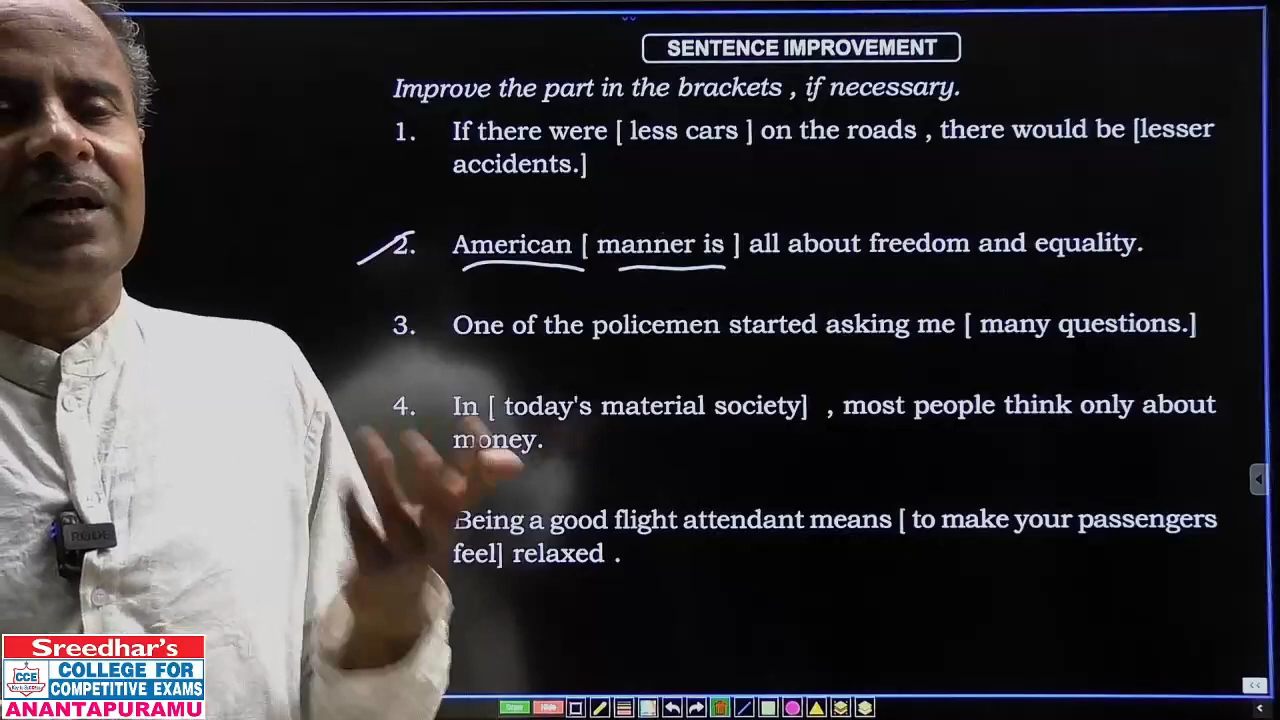 SENTENCE IMPROVEMENT
Improve the part in the brackets , if necessary.
1. If there were [ less cars ] on the roads , there would be [lesser
accidents.]
2. American [ manner is ] all about freedom and equality.
3. One of the policemen started asking me [ many questions.]
4. In [ today's material society] , most people think only about
money.
Being a good flight attendant means [ to make your passengers
feel] relaxed .
RODE
Sreedhar's
CCE
COLLEGE FOR
COMPETITIVE EXAMS
ANANTAPURAMU